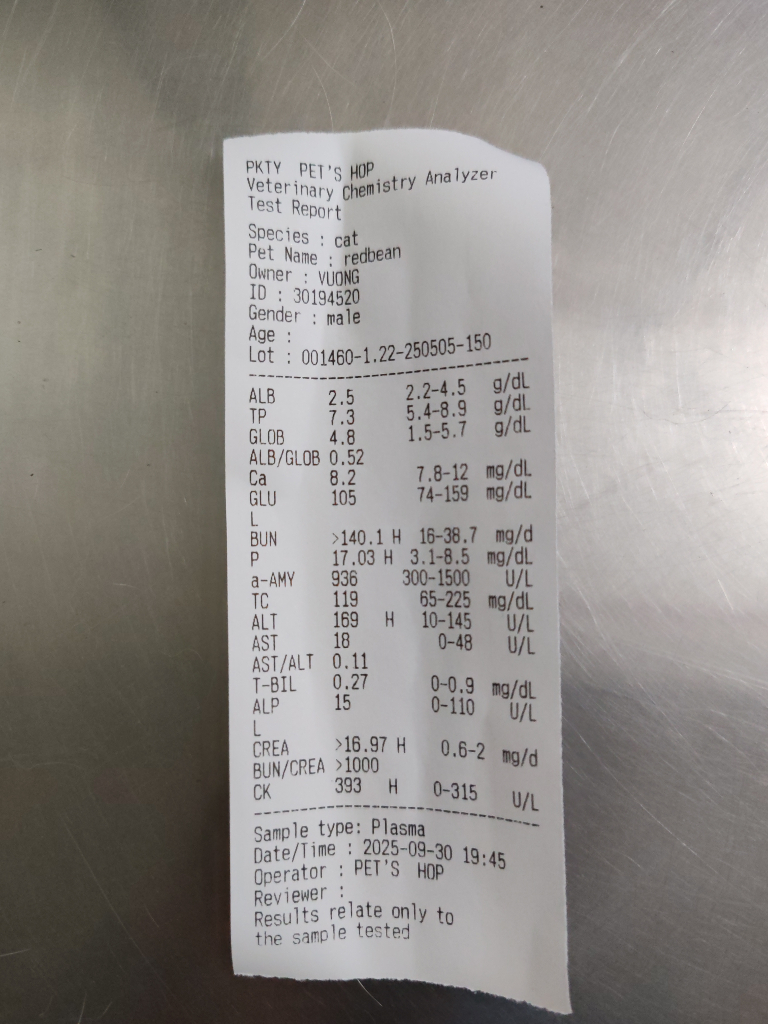 PKTY PET'S HOP
Veterinary Chemistry Analyzer
Test Report
Species : cat
Pet Name : redbean
Owner : VUONG
ID : 30194520
Gender : male
Age :
Lot : 001460-1.22-250505-150
--------------------------------
ALB 2.5 2.2-4.5 g/dL
TP 7.3 5.4-8.9 g/dL
GLOB 4.8 1.5-5.7 g/dL
ALB/GLOB 0.52
Ca 8.2 7.8-12 mg/dL
GLU 105 74-159 mg/dL
L
BUN >140.1 H 16-38.7 mg/d
P 17.03 H 3.1-8.5 mg/dL
a-AMY 936 300-1500 U/L
TC 119 65-225 mg/dL
ALT 169 H 10-145 U/L
AST 18 0-48 U/L
AST/ALT 0.11
T-BIL 0.27 0-0.9 mg/dL
ALP 15 0-110 U/L
L
CREA >16.97 H 0.6-2 mg/d
BUN/CREA >1000
CK 393 H 0-315 U/L
--------------------------------
Sample type: Plasma
Date/Time : 2025-09-30 19:45
Operator : PET'S HOP
Reviewer :
Results relate only to
the sample tested